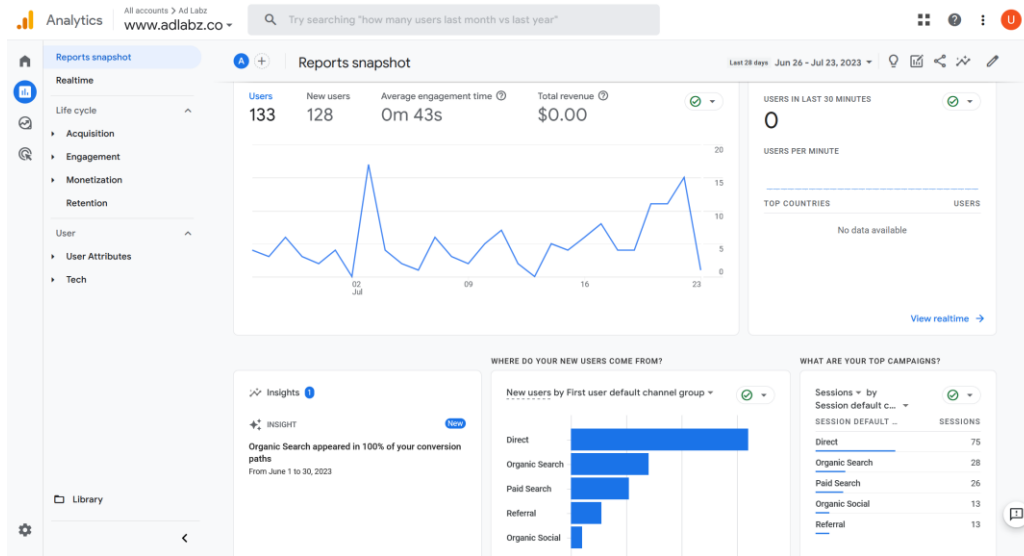 Analytics
All accounts > Ad Labz
www.adlabz.co
Try searching "how many users last month vs last year"
U
Reports snapshot
Realtime
Life cycle
Acquisition
Engagement
Monetization
Retention
User
User Attributes
Tech
Library
A
Reports snapshot
Last 28 days Jun 26 - Jul 23, 2023
Users
133
New users
128
Average engagement time
0m 43s
Total revenue
$0.00
20
15
10
5
0
02
Jul
09
16
23
USERS IN LAST 30 MINUTES
0
USERS PER MINUTE
TOP COUNTRIES USERS
No data available
View realtime
Insights 1
INSIGHT New
Organic Search appeared in 100% of your conversion
paths
From June 1 to 30, 2023
WHERE DO YOUR NEW USERS COME FROM?
New users by First user default channel group
Direct
Organic Search
Paid Search
Referral
Organic Social
WHAT ARE YOUR TOP CAMPAIGNS?
Sessions by
Session default c...
SESSION DEFAULT ... SESSIONS
Direct 75
Organic Search 28
Paid Search 26
Organic Social 13
Referral 13